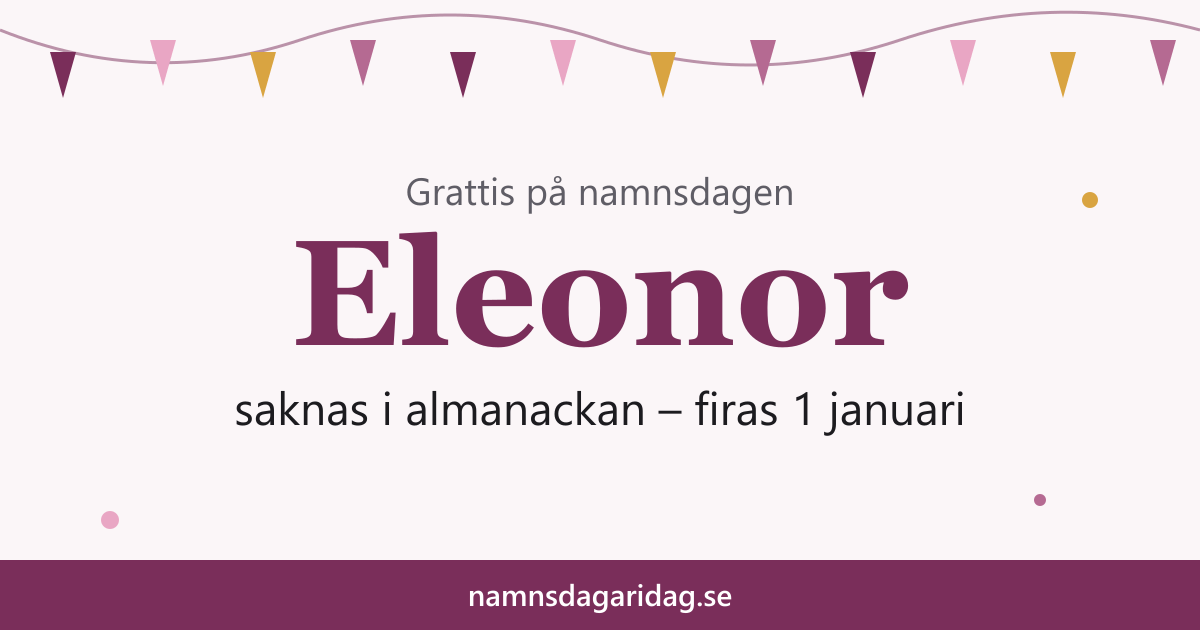 Grattis på namnsdagen
Eleonor
saknas i almanackan – firas 1 januari
namnsdagaridag.se